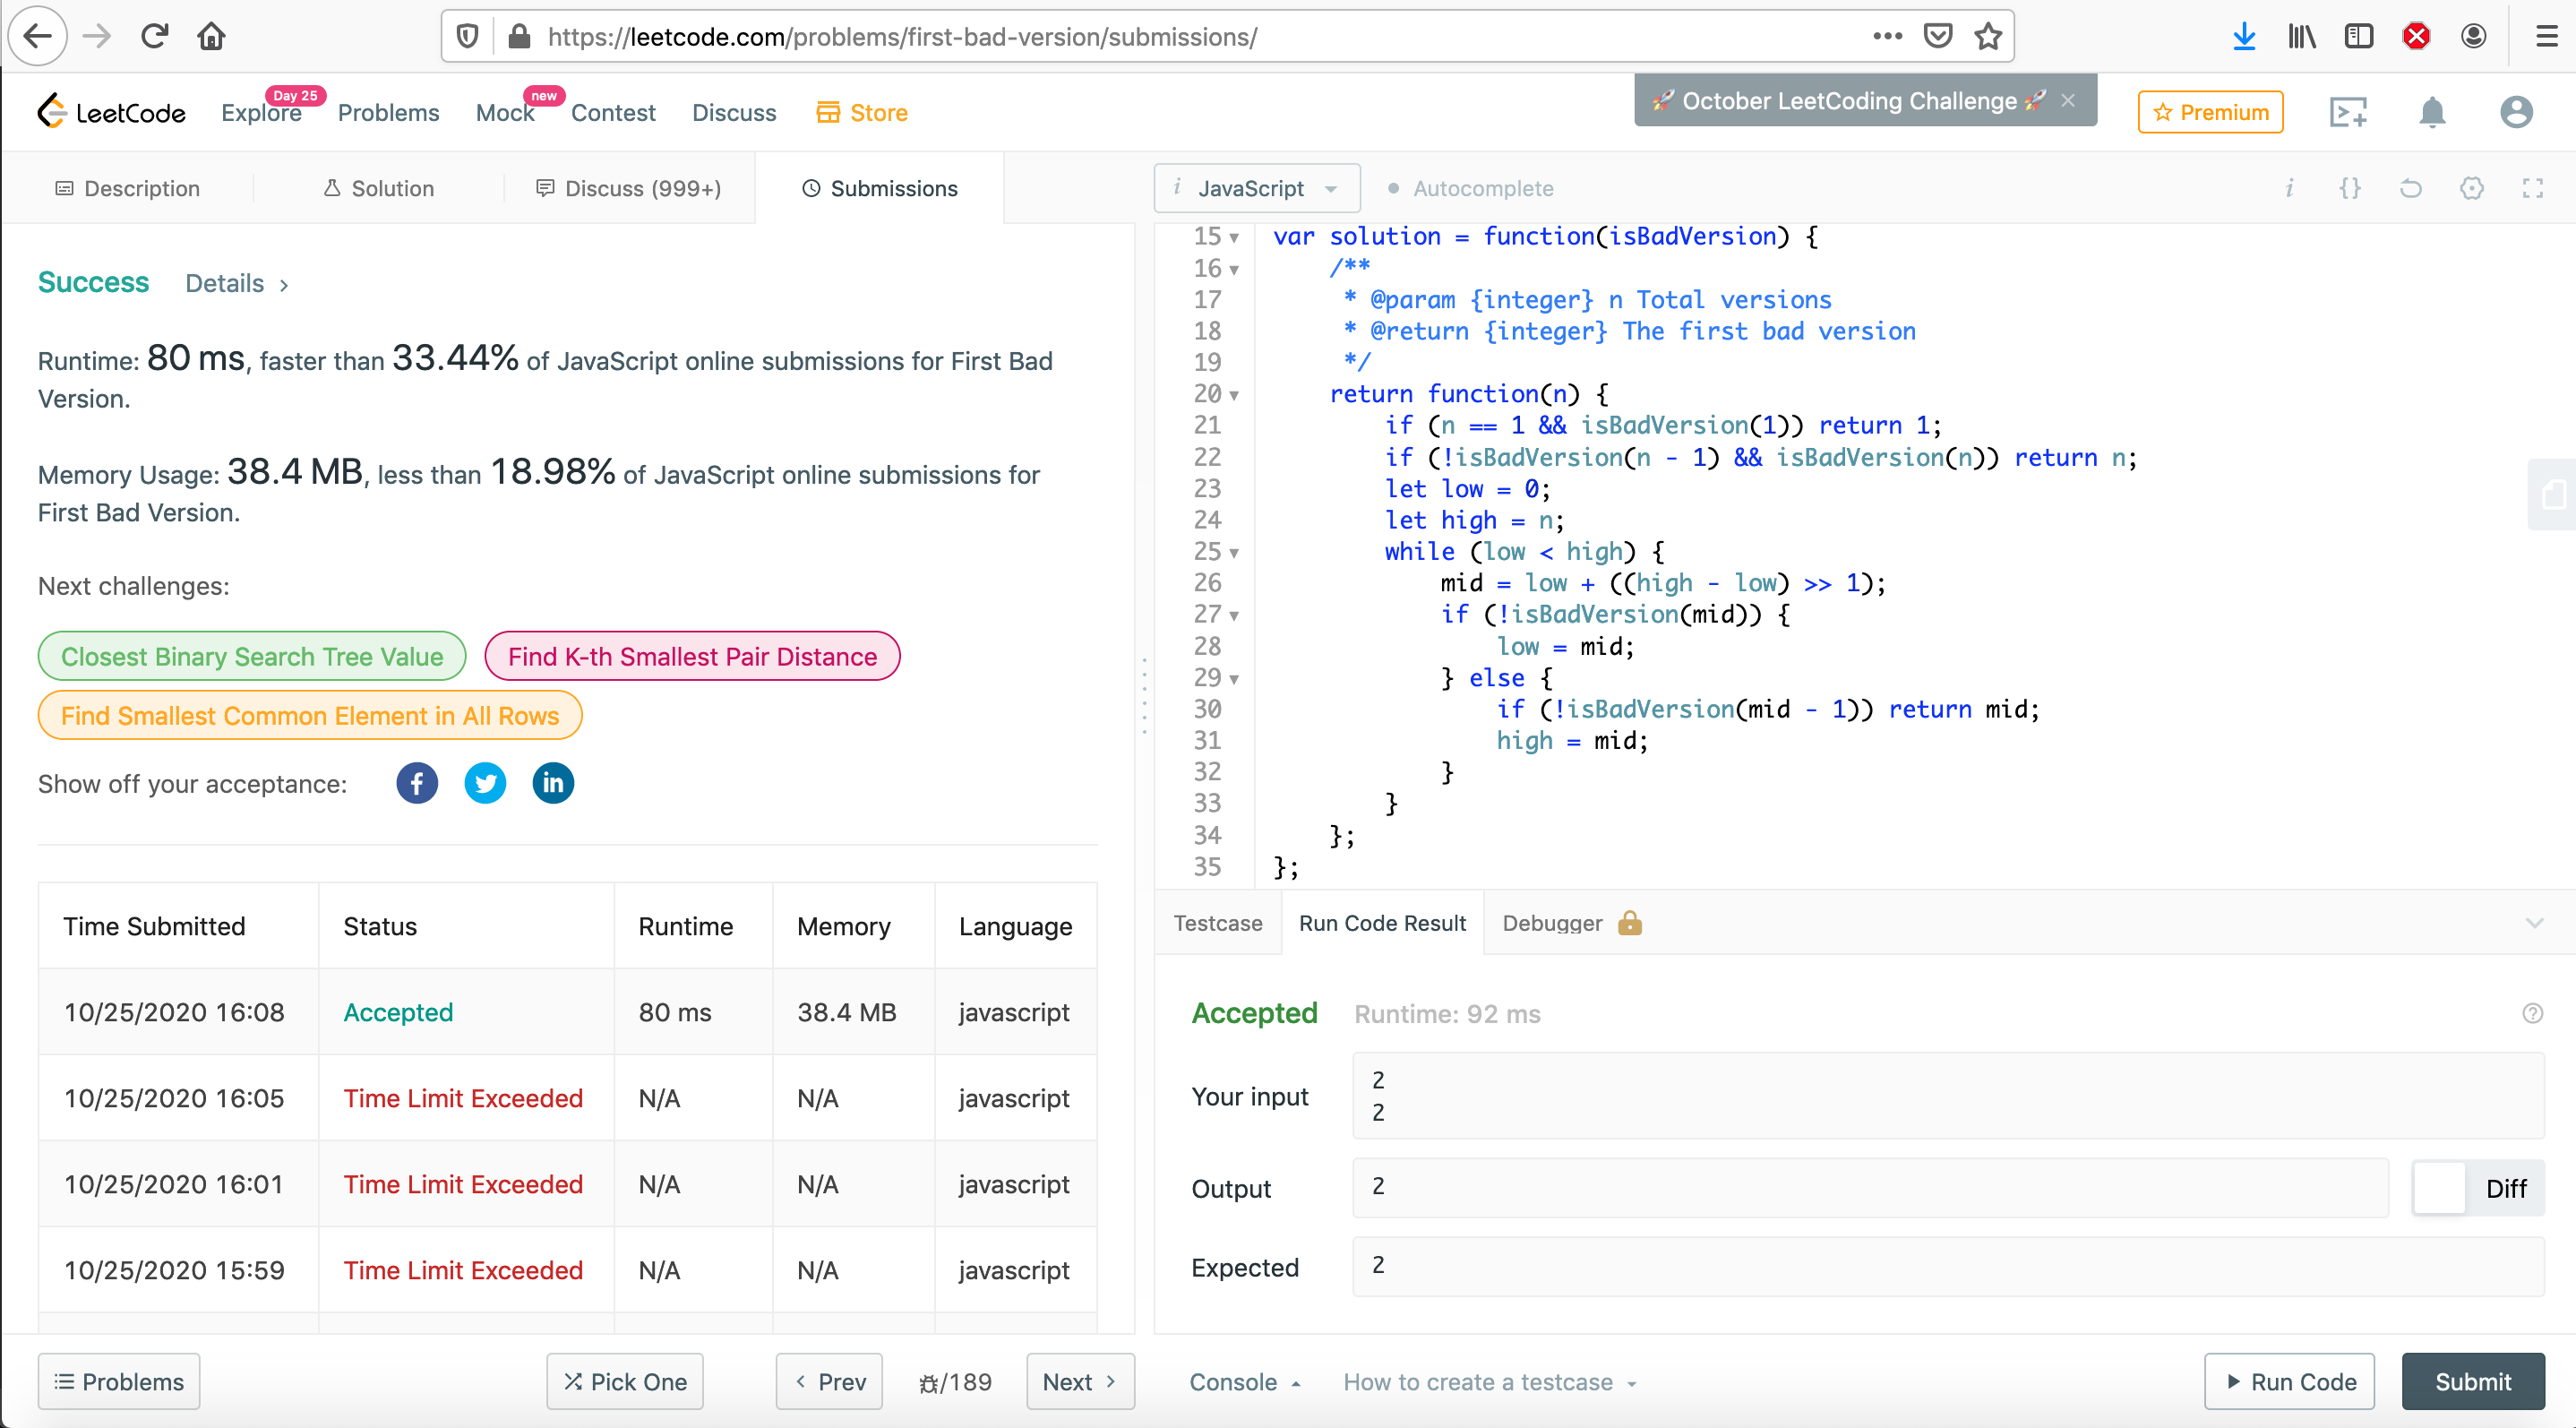 https://leetcode.com/problems/first-bad-version/submissions/
LeetCode Explore Day 25 Problems Mock new Contest Discuss Store
🚀 October LeetCoding Challenge 🚀 ×
Premium
Description Solution Discuss (999+) Submissions
i JavaScript Autocomplete i {}
Success Details >
Runtime: 80 ms, faster than 33.44% of JavaScript online submissions for First Bad
Version.
Memory Usage: 38.4 MB, less than 18.98% of JavaScript online submissions for
First Bad Version.
Next challenges:
Closest Binary Search Tree Value Find K-th Smallest Pair Distance
Find Smallest Common Element in All Rows
Show off your acceptance: f in
Time Submitted Status Runtime Memory Language
10/25/2020 16:08 Accepted 80 ms 38.4 MB javascript
10/25/2020 16:05 Time Limit Exceeded N/A N/A javascript
10/25/2020 16:01 Time Limit Exceeded N/A N/A javascript
10/25/2020 15:59 Time Limit Exceeded N/A N/A javascript
15 var solution = function(isBadVersion) {
16 /**
17 * @param {integer} n Total versions
18 * @return {integer} The first bad version
19 */
20 return function(n) {
21 if (n == 1 && isBadVersion(1)) return 1;
22 if (!isBadVersion(n - 1) && isBadVersion(n)) return n;
23 let low = 0;
24 let high = n;
25 while (low < high) {
26 mid = low + ((high - low) >> 1);
27 if (!isBadVersion(mid)) {
28 low = mid;
29 } else {
30 if (!isBadVersion(mid - 1)) return mid;
31 high = mid;
32 }
33 }
34 };
35 };
Testcase Run Code Result Debugger
Accepted Runtime: 92 ms
Your input
2
2
Output
2
Diff
Expected
2
Problems Pick One < Prev /189 Next >
Console How to create a testcase Run Code Submit